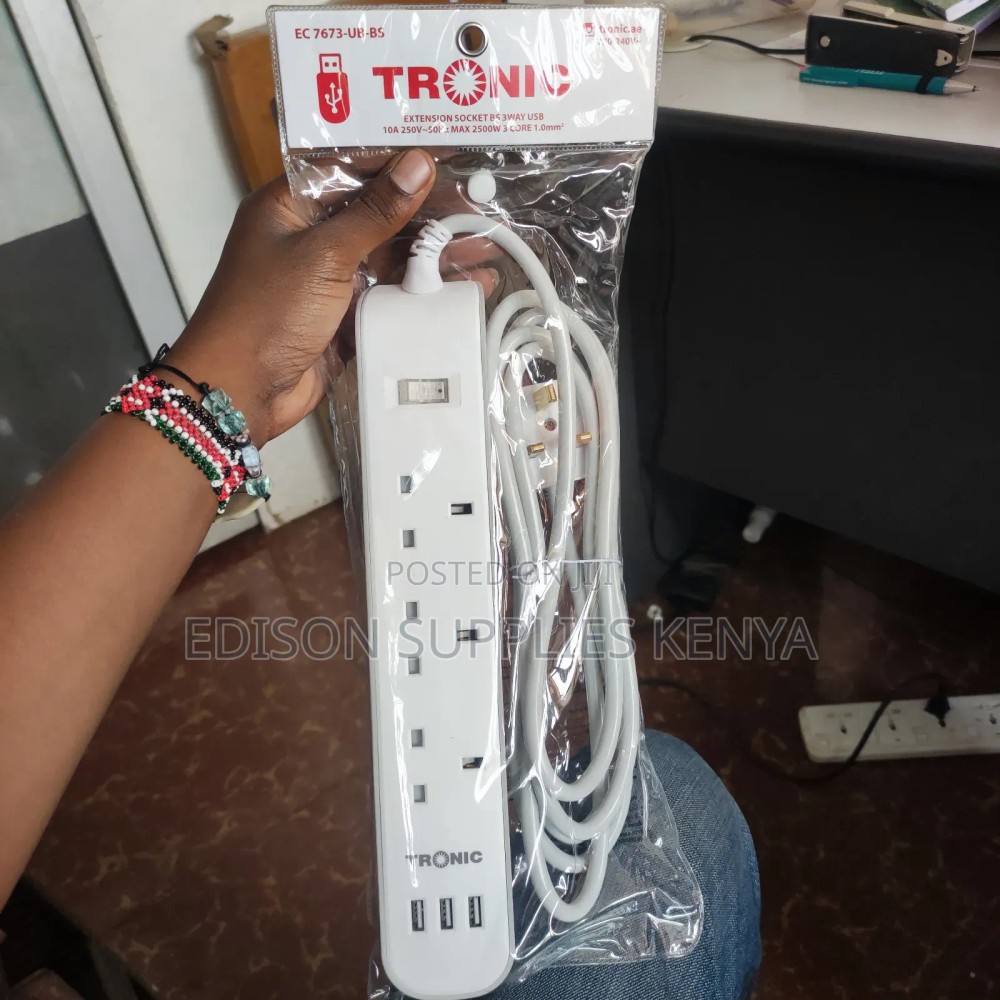 EC 7673-UB-BS
tronic.ae
240V~
TRONIC
EXTENSION SOCKET BS 3WAY USB
10A 250V~50Hz MAX 2500W 3 CORE 1.0mm²
POSTED ON JIJI
EDISON SUPPLIES KENYA
TRONIC